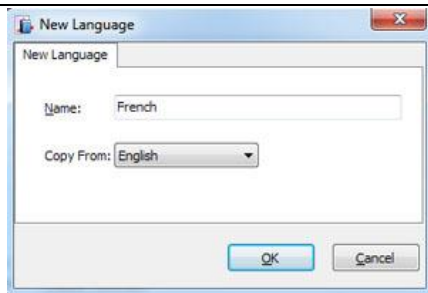 New Language
New Language
Name: French
Copy From: English
OK Cancel